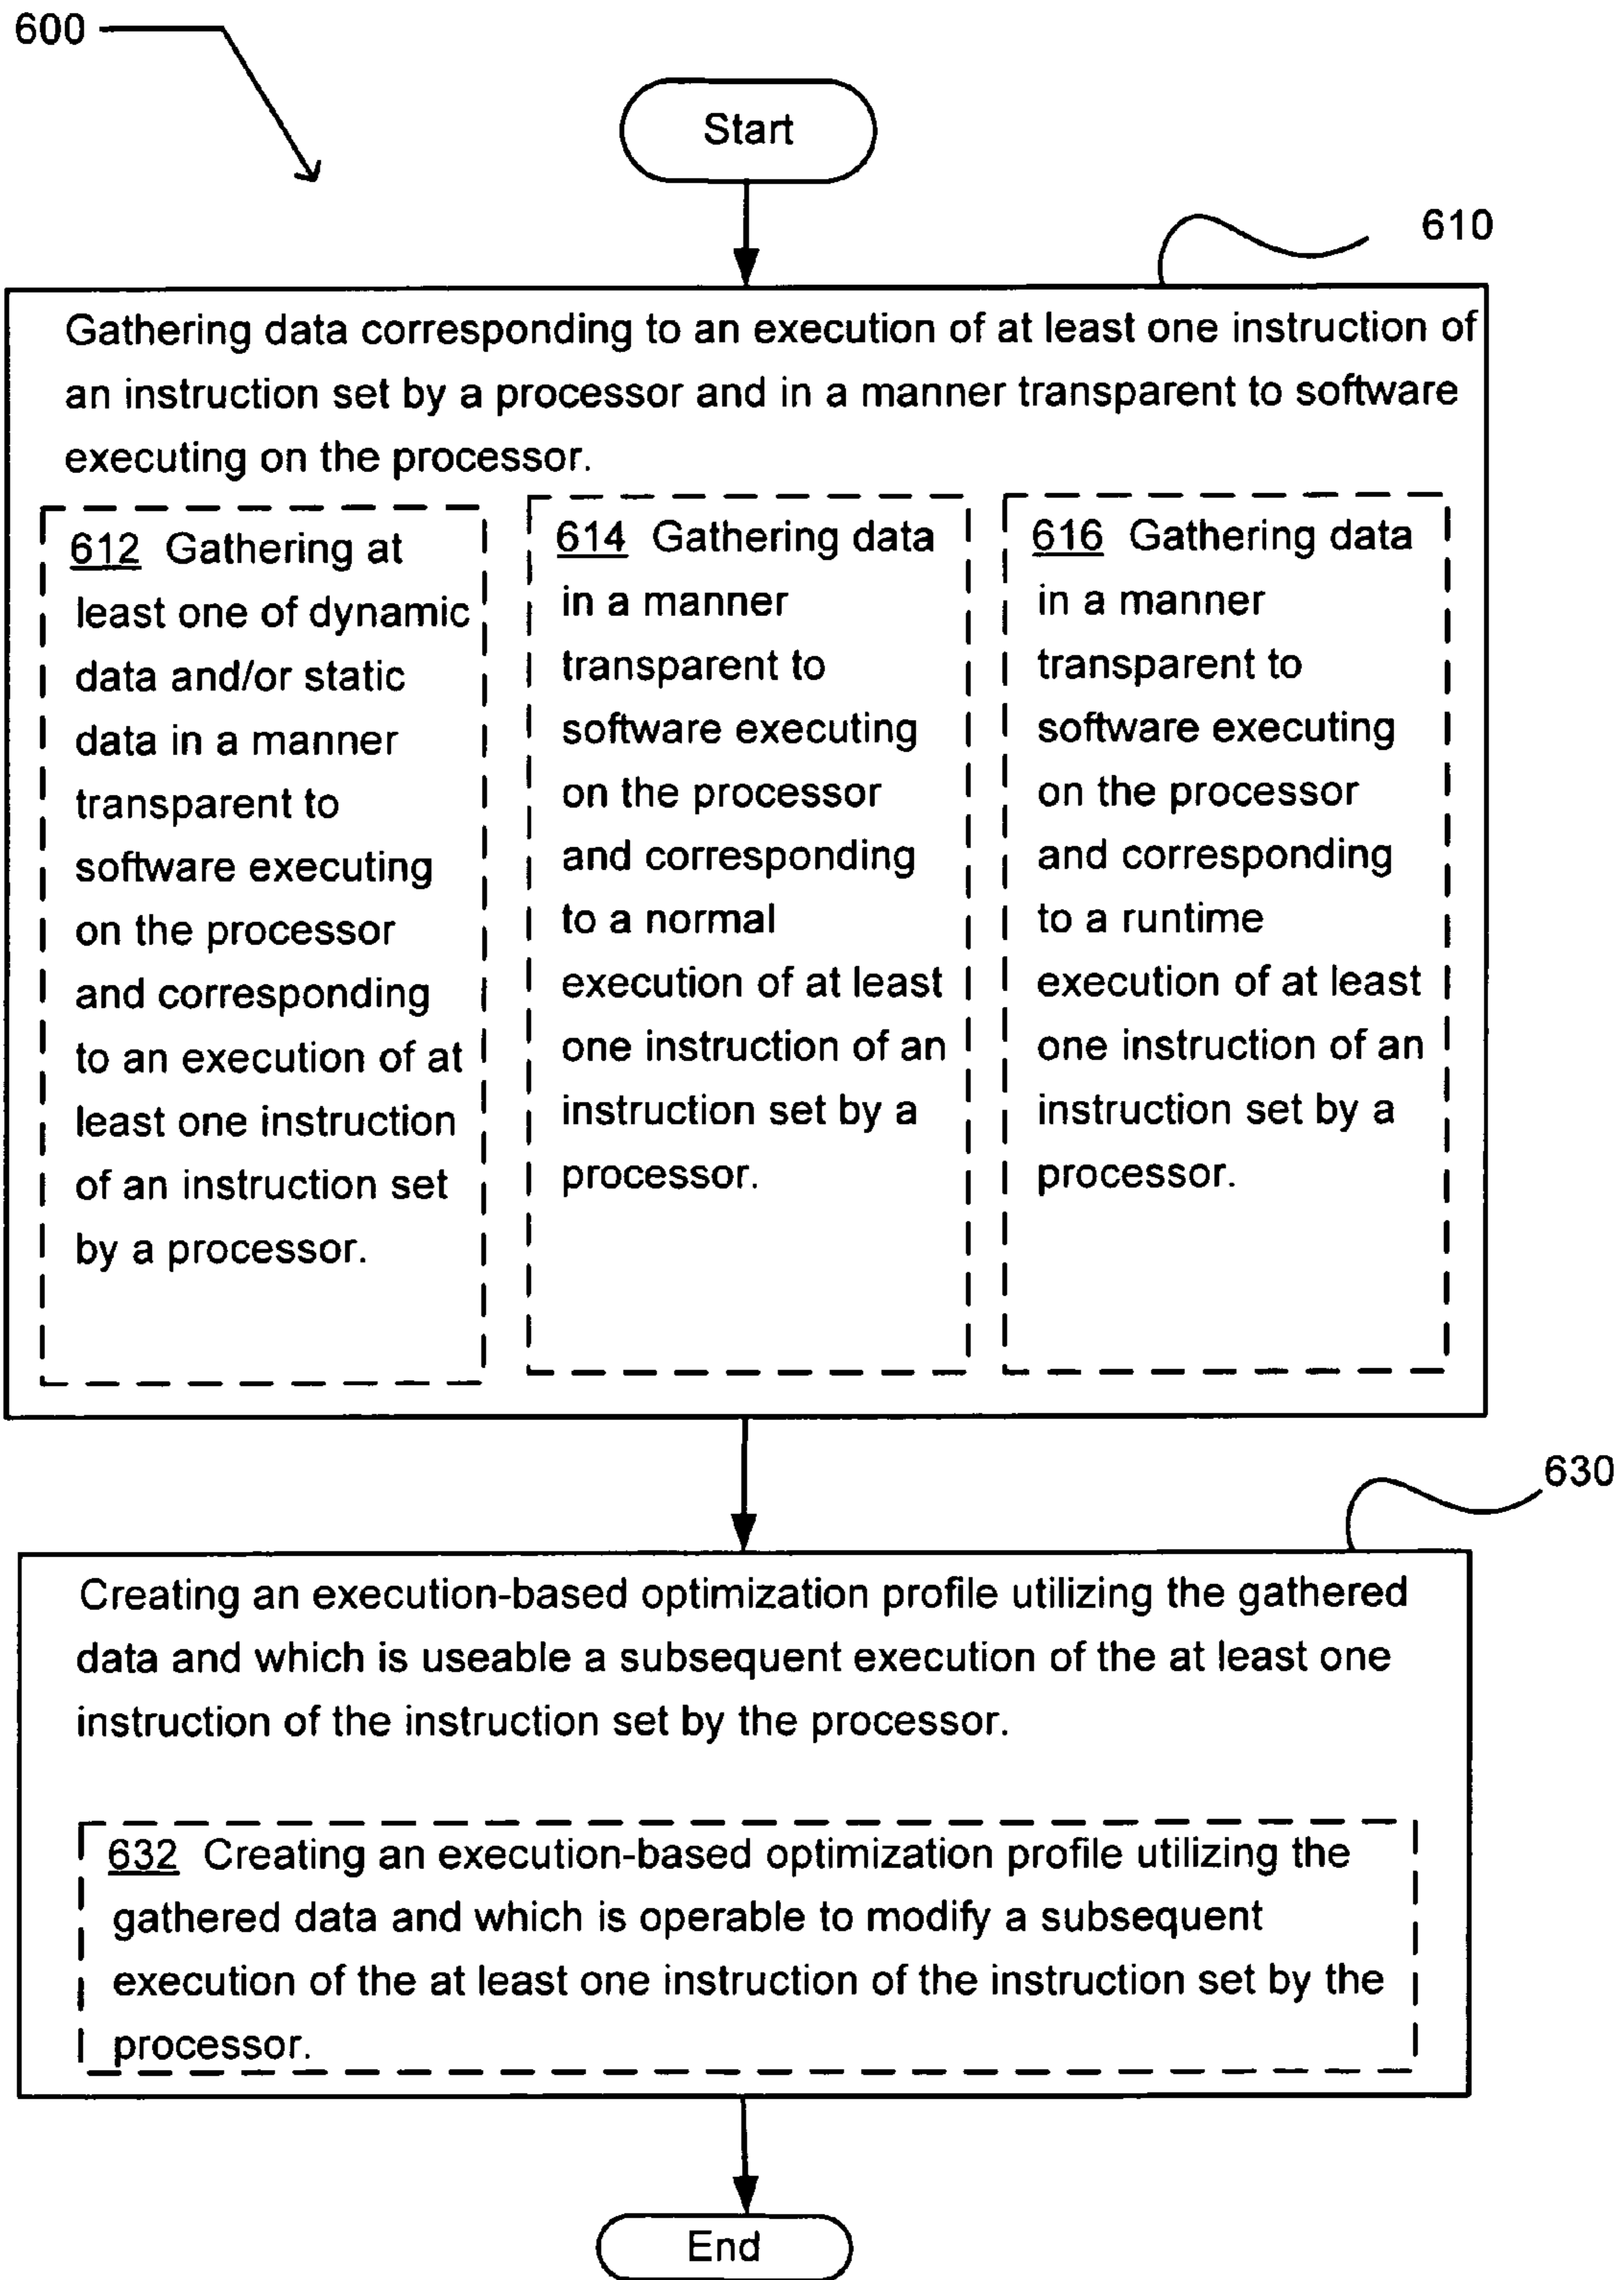 600
Start
610
Gathering data corresponding to an execution of at least one instruction of
an instruction set by a processor and in a manner transparent to software
executing on the processor.
612 Gathering at
least one of dynamic
data and/or static
data in a manner
transparent to
software executing
on the processor
and corresponding
to an execution of at
least one instruction
of an instruction set
by a processor.
614 Gathering data
in a manner
transparent to
software executing
on the processor
and corresponding
to a normal
execution of at least
one instruction of an
instruction set by a
processor.
616 Gathering data
in a manner
transparent to
software executing
on the processor
and corresponding
to a runtime
execution of at least
one instruction of an
instruction set by a
processor.
630
Creating an execution-based optimization profile utilizing the gathered
data and which is useable a subsequent execution of the at least one
instruction of the instruction set by the processor.
632 Creating an execution-based optimization profile utilizing the
gathered data and which is operable to modify a subsequent
execution of the at least one instruction of the instruction set by the
processor.
End